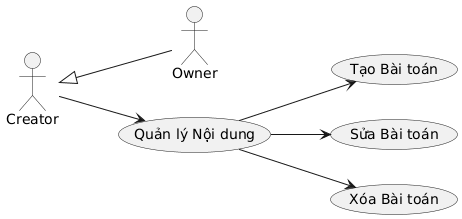 Owner
Creator
Quản lý Nội dung
Tạo Bài toán
Sửa Bài toán
Xóa Bài toán